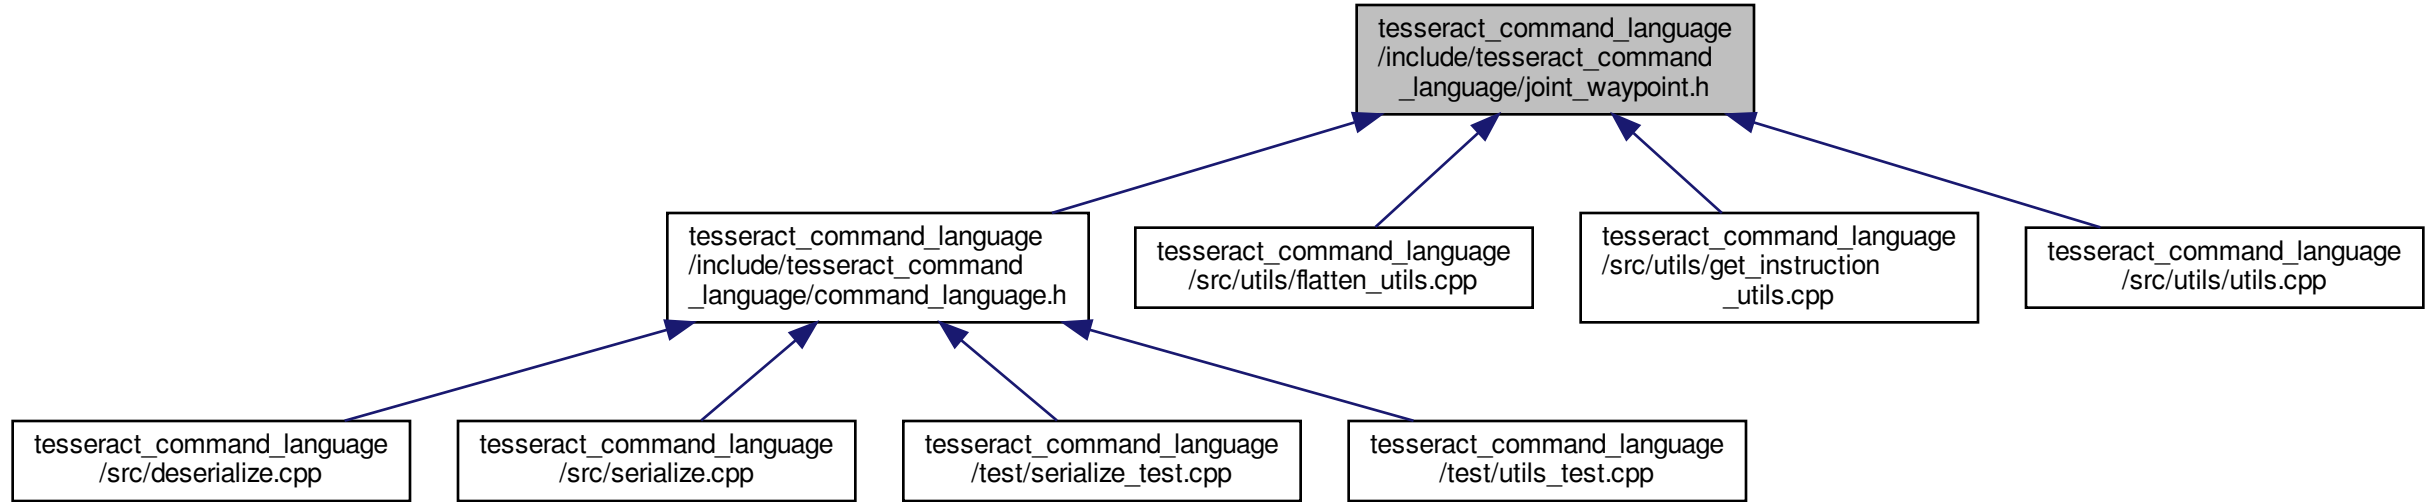 tesseract_command_language
/include/tesseract_command
_language/joint_waypoint.h
tesseract_command_language
/include/tesseract_command
_language/command_language.h
tesseract_command_language
/src/utils/flatten_utils.cpp
tesseract_command_language
/src/utils/get_instruction
_utils.cpp
tesseract_command_language
/src/utils/utils.cpp
tesseract_command_language
/src/deserialize.cpp
tesseract_command_language
/src/serialize.cpp
tesseract_command_language
/test/serialize_test.cpp
tesseract_command_language
/test/utils_test.cpp